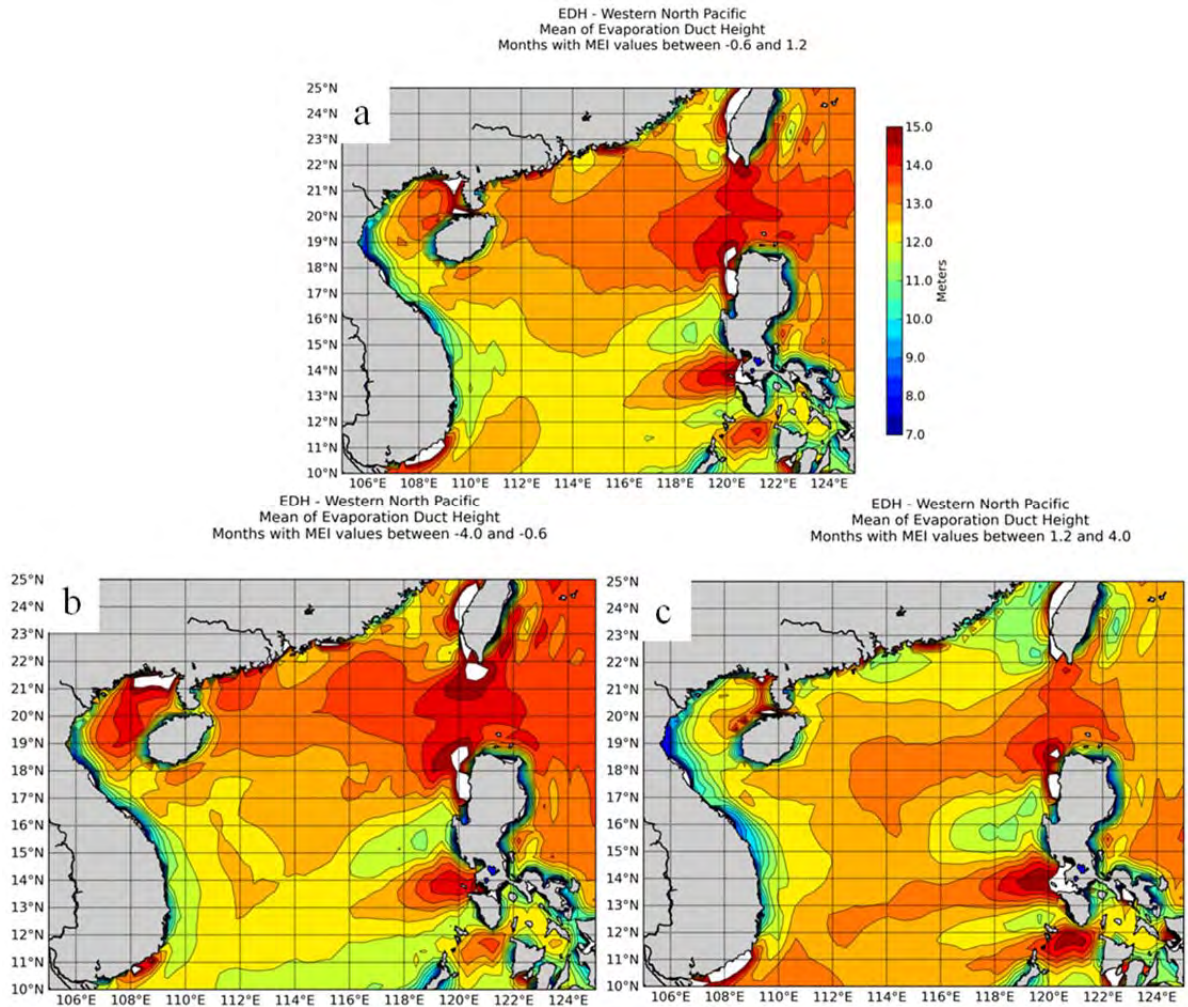 EDH - Western North Pacific
Mean of Evaporation Duct Height
Months with MEI values between -0.6 and 1.2
a
25°N
24°N
23°N
22°N
21°N
20°N
19°N
18°N
17°N
16°N
15°N
14°N
13°N
12°N
11°N
10°N
106°E 108°E 110°E 112°E 114°E 116°E 118°E 120°E 122°E 124°E
15.0
14.0
13.0
12.0
11.0
10.0
9.0
8.0
7.0
Meters
EDH - Western North Pacific
Mean of Evaporation Duct Height
Months with MEI values between -4.0 and -0.6
b
25°N
24°N
23°N
22°N
21°N
20°N
19°N
18°N
17°N
16°N
15°N
14°N
13°N
12°N
11°N
10°N
106°E 108°E 110°E 112°E 114°E 116°E 118°E 120°E 122°E 124°E
EDH - Western North Pacific
Mean of Evaporation Duct Height
Months with MEI values between 1.2 and 4.0
c
25°N
24°N
23°N
22°N
21°N
20°N
19°N
18°N
17°N
16°N
15°N
14°N
13°N
12°N
11°N
10°N
106°E 108°E 110°E 112°E 114°E 116°E 118°E 120°E 122°E 124°E